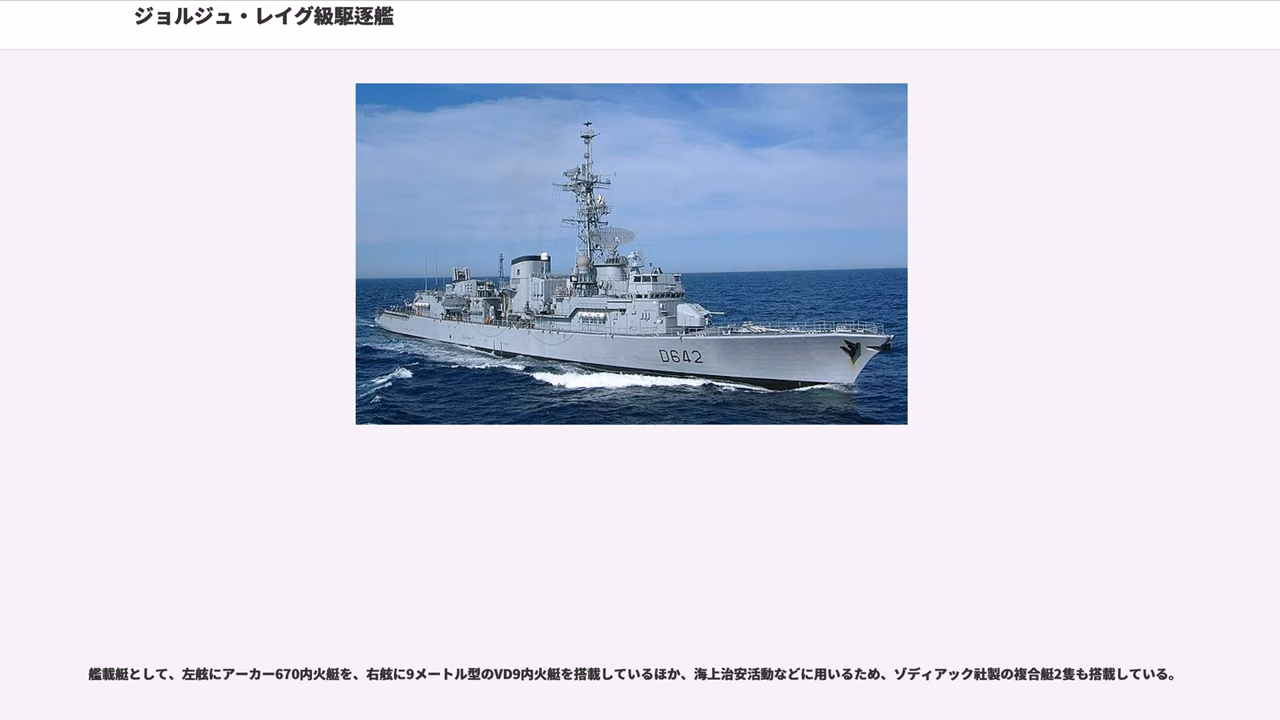 ジョルジュ・レイグ級駆逐艦
D642
艦載艇として、左舷にアーカー670内火艇を、右舷に9メートル型のVD9内火艇を搭載しているほか、海上治安活動などに用いるため、ゾディアック社製の複合艇2隻も搭載している。